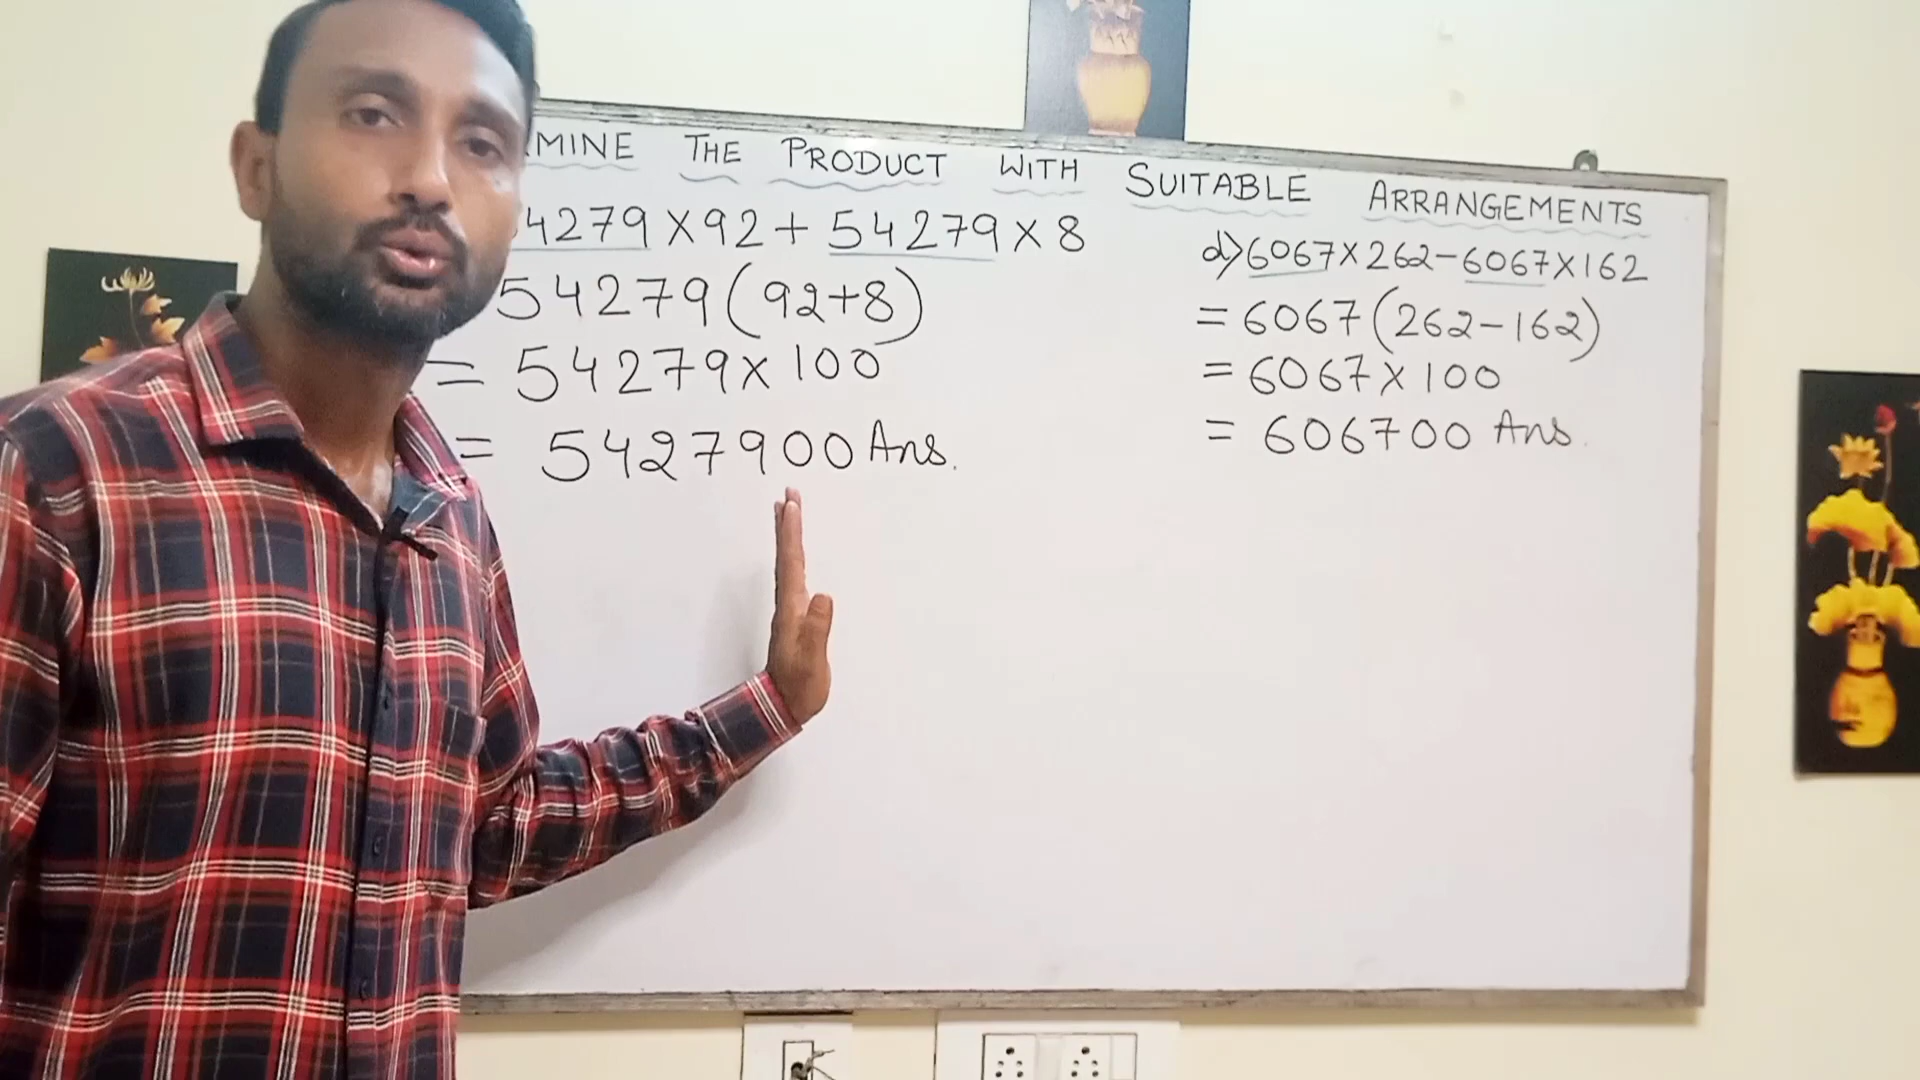 MINE THE PRODUCT WITH SUITABLE ARRANGEMENTS
4279 × 92 + 54279 × 8
54279 (92+8)
= 54279 × 100
= 5427900 Ans.
d) 6067 × 262 - 6067 × 162
= 6067 (262 - 162)
= 6067 × 100
= 606700 Ans.